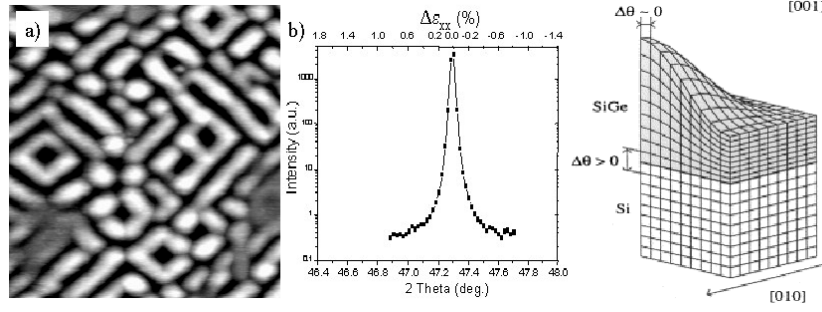 a)
b)
Δεxx (%)
1.8 1.4 1.0 0.6 0.2 0.0 -0.2 -0.6 -1.0 -1.4
1000
100
10
1
0.1
Intensity (a.u.)
46.4 46.6 46.8 47.0 47.2 47.4 47.6 47.8 48.0
2 Theta (deg.)
Δθ ~ 0
[001]
SiGe
Δθ > 0
Si
[010]